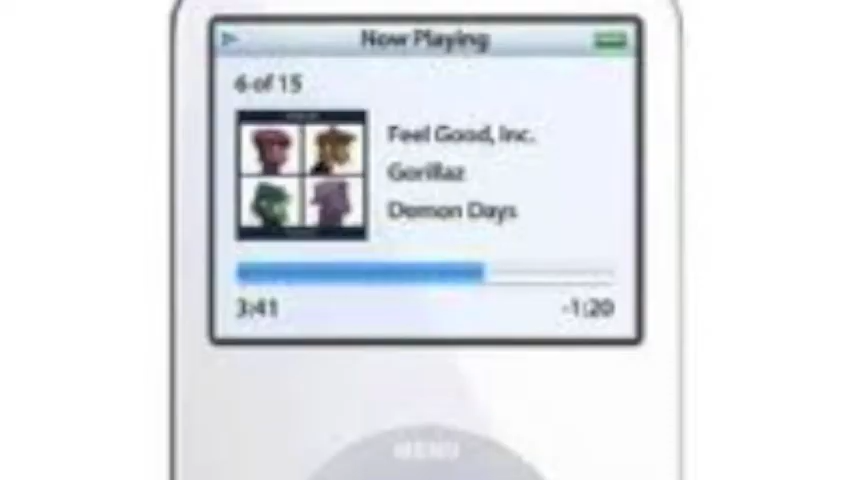 Now Playing
6 of 15
Feel Good, Inc.
Gorillaz
Demon Days
3:41
-1:20
MENU